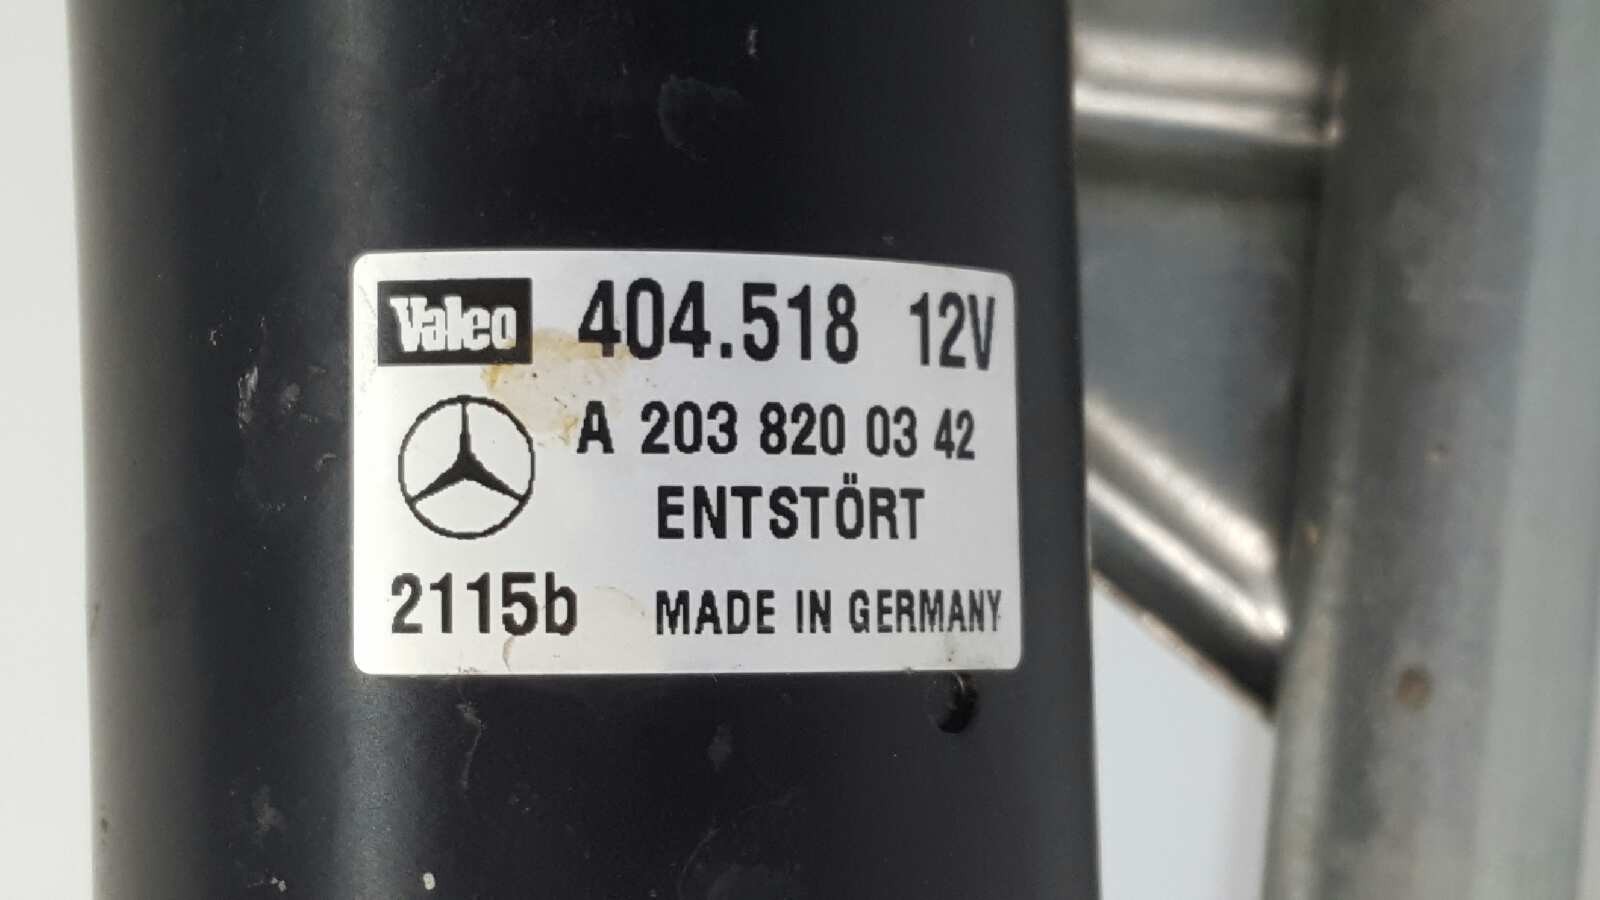 Valeo 404.518 12V
A 203 820 03 42
ENTSTÖRT
2115b MADE IN GERMANY